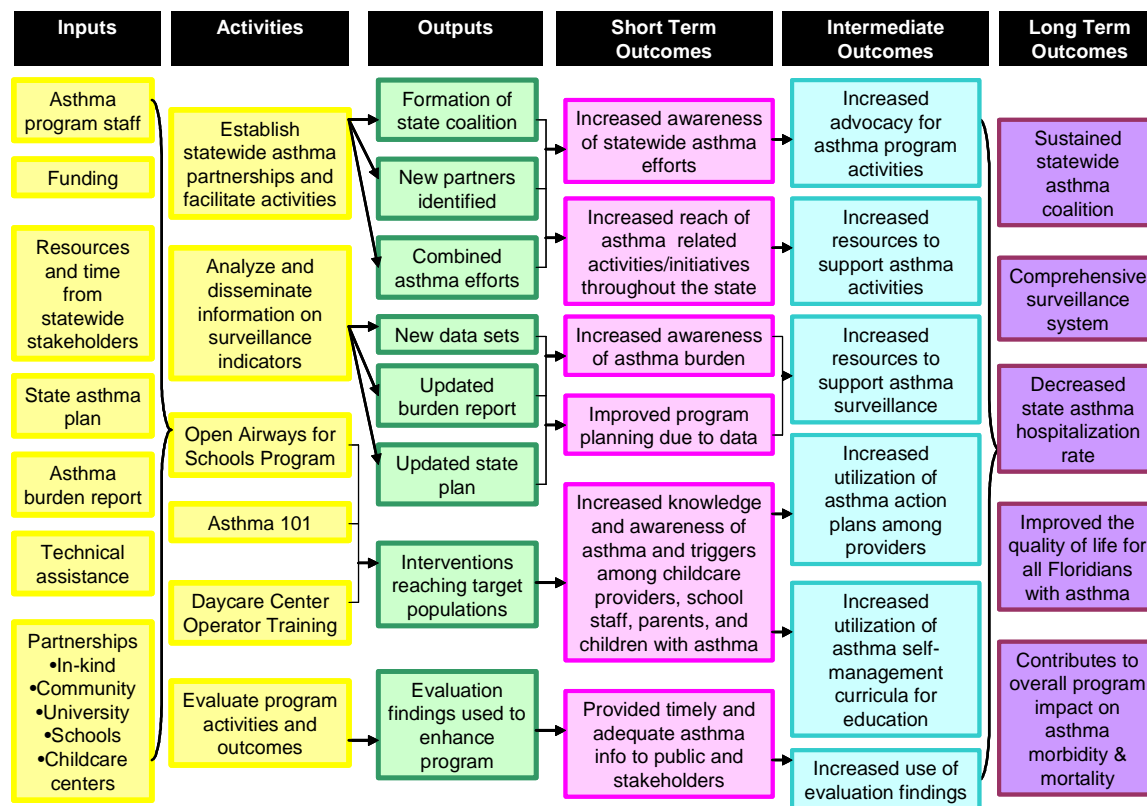 Inputs
Activities
Outputs
Short Term
Outcomes
Intermediate
Outcomes
Long Term
Outcomes
Asthma
program staff
Funding
Resources
and time
from
statewide
stakeholders
State asthma
plan
Asthma
burden report
Technical
assistance
Partnerships
•In-kind
•Community
•University
•Schools
•Childcare
centers
Establish
statewide asthma
partnerships and
facilitate activities
Analyze and
disseminate
information on
surveillance
indicators
Open Airways for
Schools Program
Asthma 101
Daycare Center
Operator Training
Evaluate program
activities and
outcomes
Formation of
state coalition
New partners
identified
Combined
asthma efforts
New data sets
Updated
burden report
Updated state
plan
Interventions
reaching target
populations
Evaluation
findings used to
enhance
program
Increased awareness
of statewide asthma
efforts
Increased reach of
asthma related
activities/initiatives
throughout the state
Increased awareness
of asthma burden
Improved program
planning due to data
Increased knowledge
and awareness of
asthma and triggers
among childcare
providers, school
staff, parents, and
children with asthma
Provided timely and
adequate asthma
info to public and
stakeholders
Increased
advocacy for
asthma program
activities
Increased
resources to
support asthma
activities
Increased
resources to
support asthma
surveillance
Increased
utilization of
asthma action
plans among
providers
Increased
utilization of
asthma self-
management
curricula for
education
Increased use of
evaluation findings
Sustained
statewide
asthma
coalition
Comprehensive
surveillance
system
Decreased
state asthma
hospitalization
rate
Improved the
quality of life for
all Floridians
with asthma
Contributes to
overall program
impact on
asthma
morbidity &
mortality